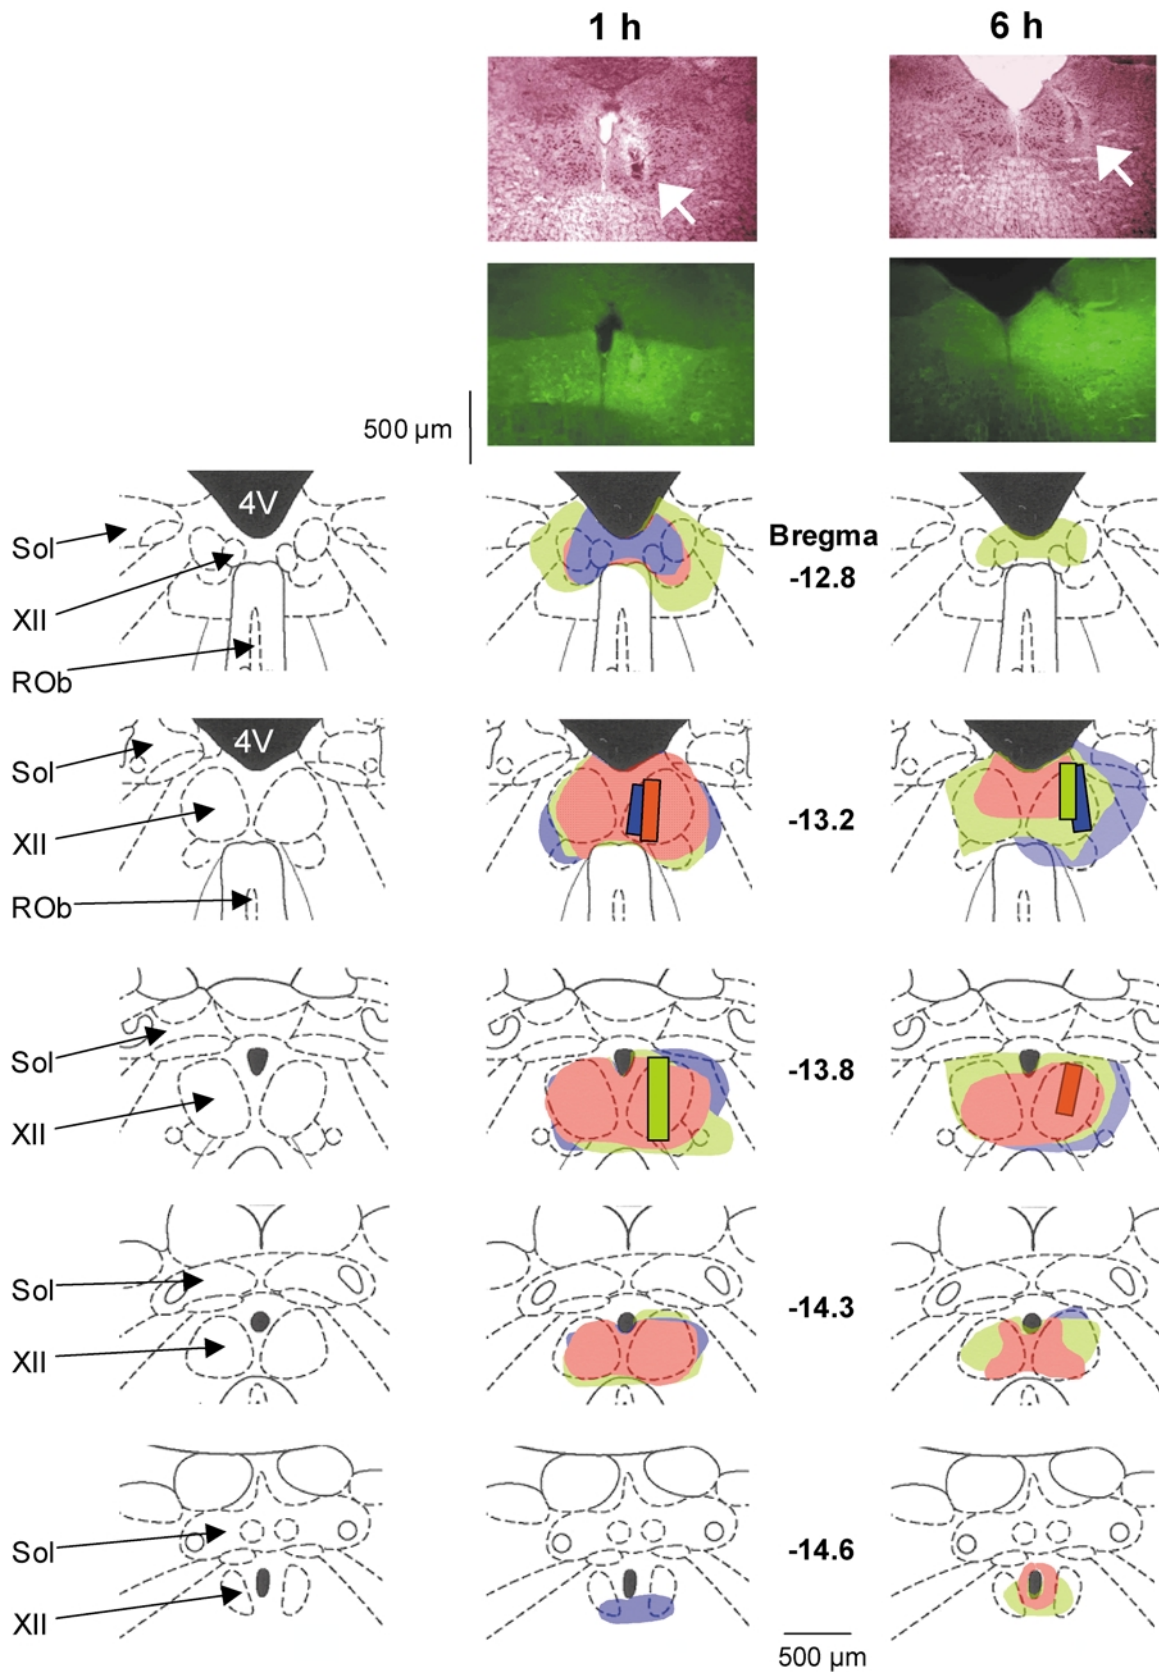 1 h
6 h
500 µm
4V
Sol
XII
ROb
Bregma
-12.8
4V
Sol
XII
ROb
-13.2
Sol
XII
-13.8
Sol
XII
-14.3
Sol
XII
-14.6
500 µm